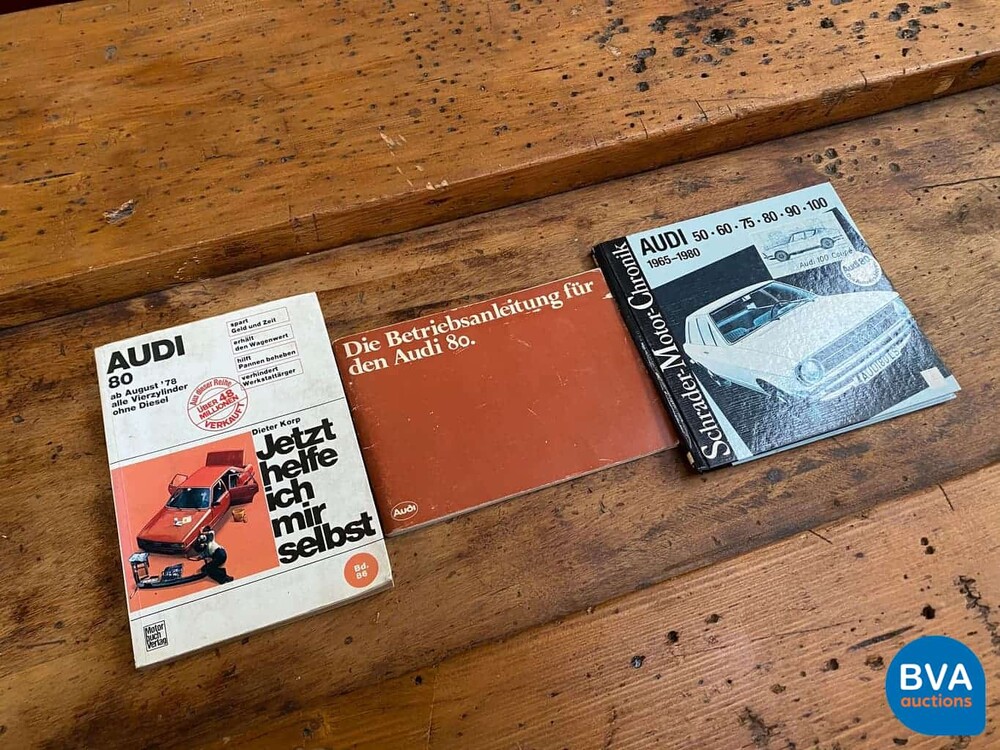 AUDI
80
ab August '78
alle Vierzylinder
ohne Diesel
spart
Geld und Zeit
erhält
den Wagenwert
hilft
Pannen beheben
verhindert
Werkstattärger
Aus dieser Reihe
ÜBER 48
MILLIONEN
VERKAUFT
Dieter Korp
Jetzt
helfe
ich
mir
selbst
Bd.
86
Motor
buch
Verlag
Die Betriebsanleitung für
den Audi 80.
Audi
Schrader-Motor-Chronik
AUDI 50·60·75·80·90·100
1965–1980
Audi 100 Coupé
Audi 80
BVA
auctions